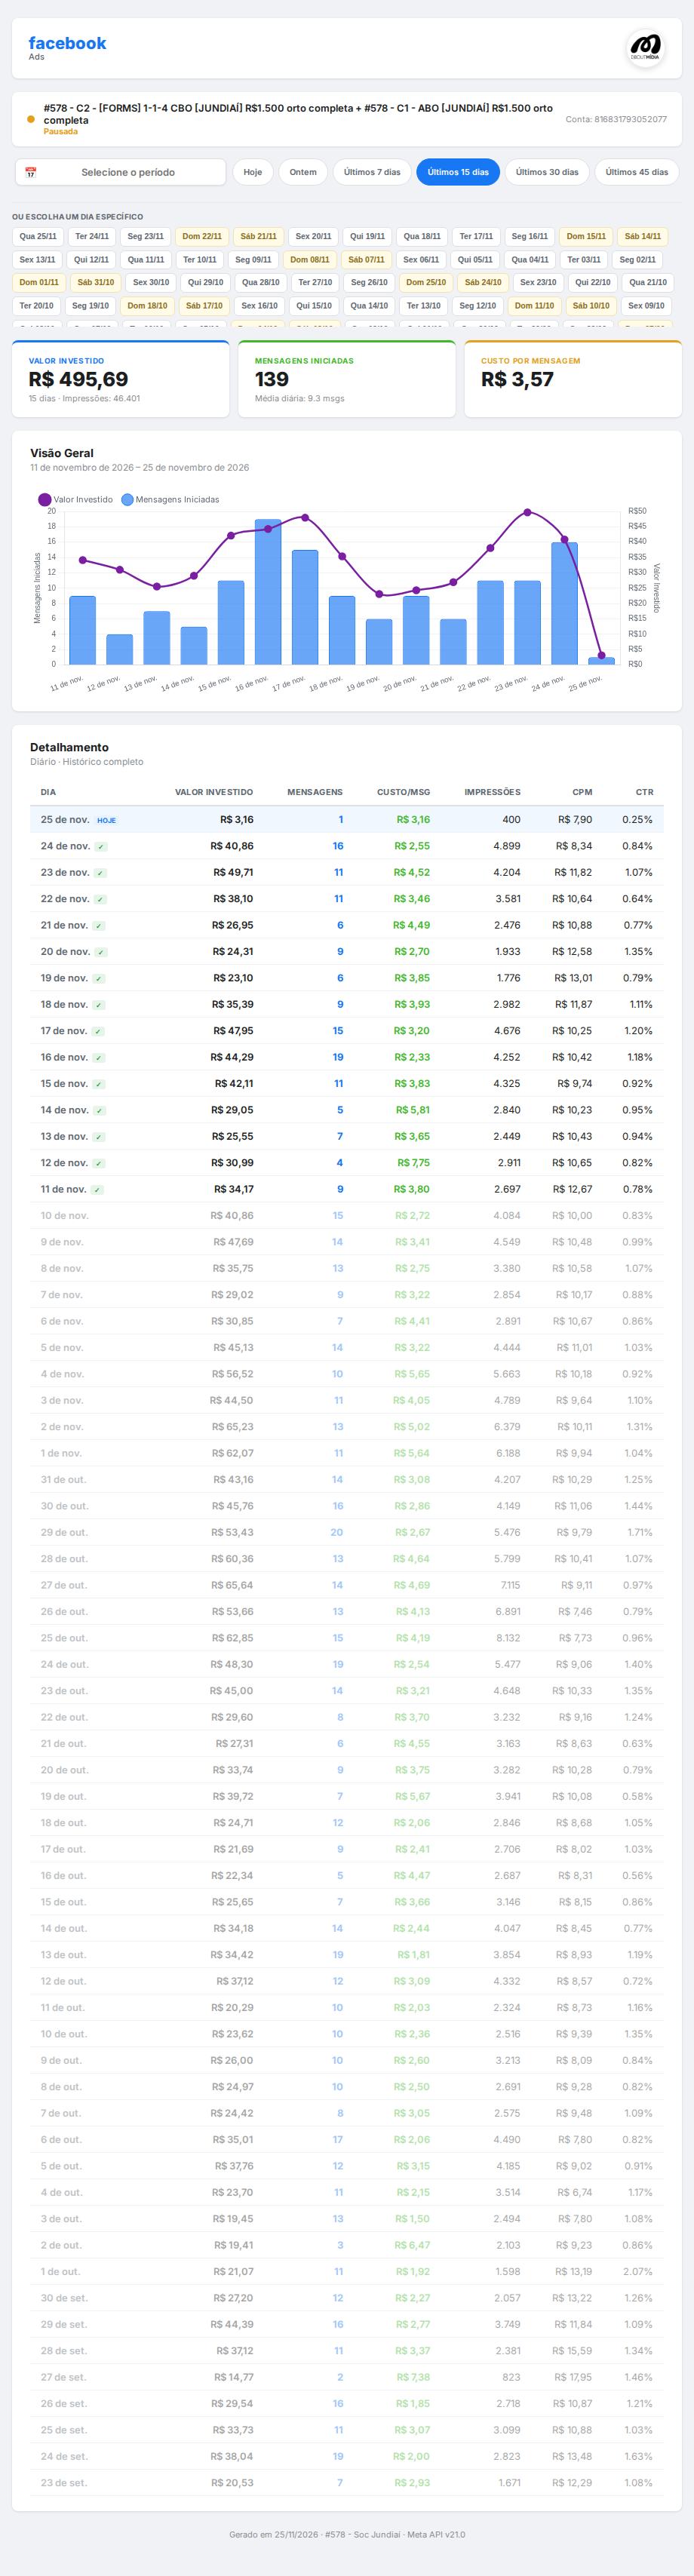 facebook
Ads
DBOUTMÍDIA
#578 - C2 - [FORMS] 1-1-4 CBO [JUNDIAÍ] R$1.500 orto completa + #578 - C1 - ABO [JUNDIAÍ] R$1.500 orto
completa
Pausada
Conta: 816831793052077
📅 Selecione o período
Hoje
Ontem
Últimos 7 dias
Últimos 15 dias
Últimos 30 dias
Últimos 45 dias
OU ESCOLHA UM DIA ESPECÍFICO
Qua 25/11 Ter 24/11 Seg 23/11 Dom 22/11 Sáb 21/11 Sex 20/11 Qui 19/11 Qua 18/11 Ter 17/11 Seg 16/11 Dom 15/11 Sáb 14/11
Sex 13/11 Qui 12/11 Qua 11/11 Ter 10/11 Seg 09/11 Dom 08/11 Sáb 07/11 Sex 06/11 Qui 05/11 Qua 04/11 Ter 03/11 Seg 02/11
Dom 01/11 Sáb 31/10 Sex 30/10 Qui 29/10 Qua 28/10 Ter 27/10 Seg 26/10 Dom 25/10 Sáb 24/10 Sex 23/10 Qui 22/10 Qua 21/10
Ter 20/10 Seg 19/10 Dom 18/10 Sáb 17/10 Sex 16/10 Qui 15/10 Qua 14/10 Ter 13/10 Seg 12/10 Dom 11/10 Sáb 10/10 Sex 09/10
VALOR INVESTIDO
R$ 495,69
15 dias · Impressões: 46.401
MENSAGENS INICIADAS
139
Média diária: 9.3 msgs
CUSTO POR MENSAGEM
R$ 3,57
Visão Geral
11 de novembro de 2026 – 25 de novembro de 2026
Valor Investido Mensagens Iniciadas
20 R$50
18 R$45
16 R$40
14 R$35
12 R$30
10 R$25
8 R$20
6 R$15
4 R$10
2 R$5
0 R$0
Mensagens Iniciadas
Valor Investido
11 de nov. 12 de nov. 13 de nov. 14 de nov. 15 de nov. 16 de nov. 17 de nov. 18 de nov. 19 de nov. 20 de nov. 21 de nov. 22 de nov. 23 de nov. 24 de nov. 25 de nov.
Detalhamento
Diário · Histórico completo
DIA VALOR INVESTIDO MENSAGENS CUSTO/MSG IMPRESSÕES CPM CTR
25 de nov. HOJE R$ 3,16 1 R$ 3,16 400 R$ 7,90 0.25%
24 de nov. ✓ R$ 40,86 16 R$ 2,55 4.899 R$ 8,34 0.84%
23 de nov. ✓ R$ 49,71 11 R$ 4,52 4.204 R$ 11,82 1.07%
22 de nov. ✓ R$ 38,10 11 R$ 3,46 3.581 R$ 10,64 0.64%
21 de nov. ✓ R$ 26,95 6 R$ 4,49 2.476 R$ 10,88 0.77%
20 de nov. ✓ R$ 24,31 9 R$ 2,70 1.933 R$ 12,58 1.35%
19 de nov. ✓ R$ 23,10 6 R$ 3,85 1.776 R$ 13,01 0.79%
18 de nov. ✓ R$ 35,39 9 R$ 3,93 2.982 R$ 11,87 1.11%
17 de nov. ✓ R$ 47,95 15 R$ 3,20 4.676 R$ 10,25 1.20%
16 de nov. ✓ R$ 44,29 19 R$ 2,33 4.252 R$ 10,42 1.18%
15 de nov. ✓ R$ 42,11 11 R$ 3,83 4.325 R$ 9,74 0.92%
14 de nov. ✓ R$ 29,05 5 R$ 5,81 2.840 R$ 10,23 0.95%
13 de nov. ✓ R$ 25,55 7 R$ 3,65 2.449 R$ 10,43 0.94%
12 de nov. ✓ R$ 30,99 4 R$ 7,75 2.911 R$ 10,65 0.82%
11 de nov. ✓ R$ 34,17 9 R$ 3,80 2.697 R$ 12,67 0.78%
10 de nov. R$ 40,86 15 R$ 2,72 4.084 R$ 10,00 0.83%
9 de nov. R$ 47,69 14 R$ 3,41 4.549 R$ 10,48 0.99%
8 de nov. R$ 35,75 13 R$ 2,75 3.380 R$ 10,58 1.07%
7 de nov. R$ 29,02 9 R$ 3,22 2.854 R$ 10,17 0.88%
6 de nov. R$ 30,85 7 R$ 4,41 2.891 R$ 10,67 0.86%
5 de nov. R$ 45,13 14 R$ 3,22 4.444 R$ 11,01 1.03%
4 de nov. R$ 56,52 10 R$ 5,65 5.663 R$ 10,18 0.92%
3 de nov. R$ 44,50 11 R$ 4,05 4.789 R$ 9,64 1.10%
2 de nov. R$ 65,23 13 R$ 5,02 6.379 R$ 10,11 1.31%
1 de nov. R$ 62,07 11 R$ 5,64 6.188 R$ 9,94 1.04%
31 de out. R$ 43,16 14 R$ 3,08 4.207 R$ 10,29 1.25%
30 de out. R$ 45,76 16 R$ 2,86 4.149 R$ 11,06 1.44%
29 de out. R$ 53,43 20 R$ 2,67 5.476 R$ 9,79 1.71%
28 de out. R$ 60,36 13 R$ 4,64 5.799 R$ 10,41 1.07%
27 de out. R$ 65,64 14 R$ 4,69 7.115 R$ 9,11 0.97%
26 de out. R$ 53,66 13 R$ 4,13 6.891 R$ 7,46 0.79%
25 de out. R$ 62,85 15 R$ 4,19 8.132 R$ 7,73 0.96%
24 de out. R$ 48,30 19 R$ 2,54 5.477 R$ 9,06 1.40%
23 de out. R$ 45,00 14 R$ 3,21 4.648 R$ 10,33 1.35%
22 de out. R$ 29,60 8 R$ 3,70 3.232 R$ 9,16 1.24%
21 de out. R$ 27,31 6 R$ 4,55 3.163 R$ 8,63 0.63%
20 de out. R$ 33,74 9 R$ 3,75 3.282 R$ 10,28 0.79%
19 de out. R$ 39,72 7 R$ 5,67 3.941 R$ 10,08 0.58%
18 de out. R$ 24,71 12 R$ 2,06 2.846 R$ 8,68 1.05%
17 de out. R$ 21,69 9 R$ 2,41 2.706 R$ 8,02 1.03%
16 de out. R$ 22,34 5 R$ 4,47 2.687 R$ 8,31 0.56%
15 de out. R$ 25,65 7 R$ 3,66 3.146 R$ 8,15 0.86%
14 de out. R$ 34,18 14 R$ 2,44 4.047 R$ 8,45 0.77%
13 de out. R$ 34,42 19 R$ 1,81 3.854 R$ 8,93 1.19%
12 de out. R$ 37,12 12 R$ 3,09 4.332 R$ 8,57 0.72%
11 de out. R$ 20,29 10 R$ 2,03 2.324 R$ 8,73 1.16%
10 de out. R$ 23,62 10 R$ 2,36 2.516 R$ 9,39 1.35%
9 de out. R$ 26,00 10 R$ 2,60 3.213 R$ 8,09 0.84%
8 de out. R$ 24,97 10 R$ 2,50 2.691 R$ 9,28 0.82%
7 de out. R$ 24,42 8 R$ 3,05 2.575 R$ 9,48 1.09%
6 de out. R$ 35,01 17 R$ 2,06 4.490 R$ 7,80 0.82%
5 de out. R$ 37,76 12 R$ 3,15 4.185 R$ 9,02 0.91%
4 de out. R$ 23,70 11 R$ 2,15 3.514 R$ 6,74 1.17%
3 de out. R$ 19,45 13 R$ 1,50 2.494 R$ 7,80 1.08%
2 de out. R$ 19,41 3 R$ 6,47 2.103 R$ 9,23 0.86%
1 de out. R$ 21,07 11 R$ 1,92 1.598 R$ 13,19 2.07%
30 de set. R$ 27,20 12 R$ 2,27 2.057 R$ 13,22 1.26%
29 de set. R$ 44,39 16 R$ 2,77 3.749 R$ 11,84 1.09%
28 de set. R$ 37,12 11 R$ 3,37 2.381 R$ 15,59 1.34%
27 de set. R$ 14,77 2 R$ 7,38 823 R$ 17,95 1.46%
26 de set. R$ 29,54 16 R$ 1,85 2.718 R$ 10,87 1.21%
25 de set. R$ 33,73 11 R$ 3,07 3.099 R$ 10,88 1.03%
24 de set. R$ 38,04 19 R$ 2,00 2.823 R$ 13,48 1.63%
23 de set. R$ 20,53 7 R$ 2,93 1.671 R$ 12,29 1.08%
Gerado em 25/11/2026 · #578 - Soc Jundiaí · Meta API v21.0